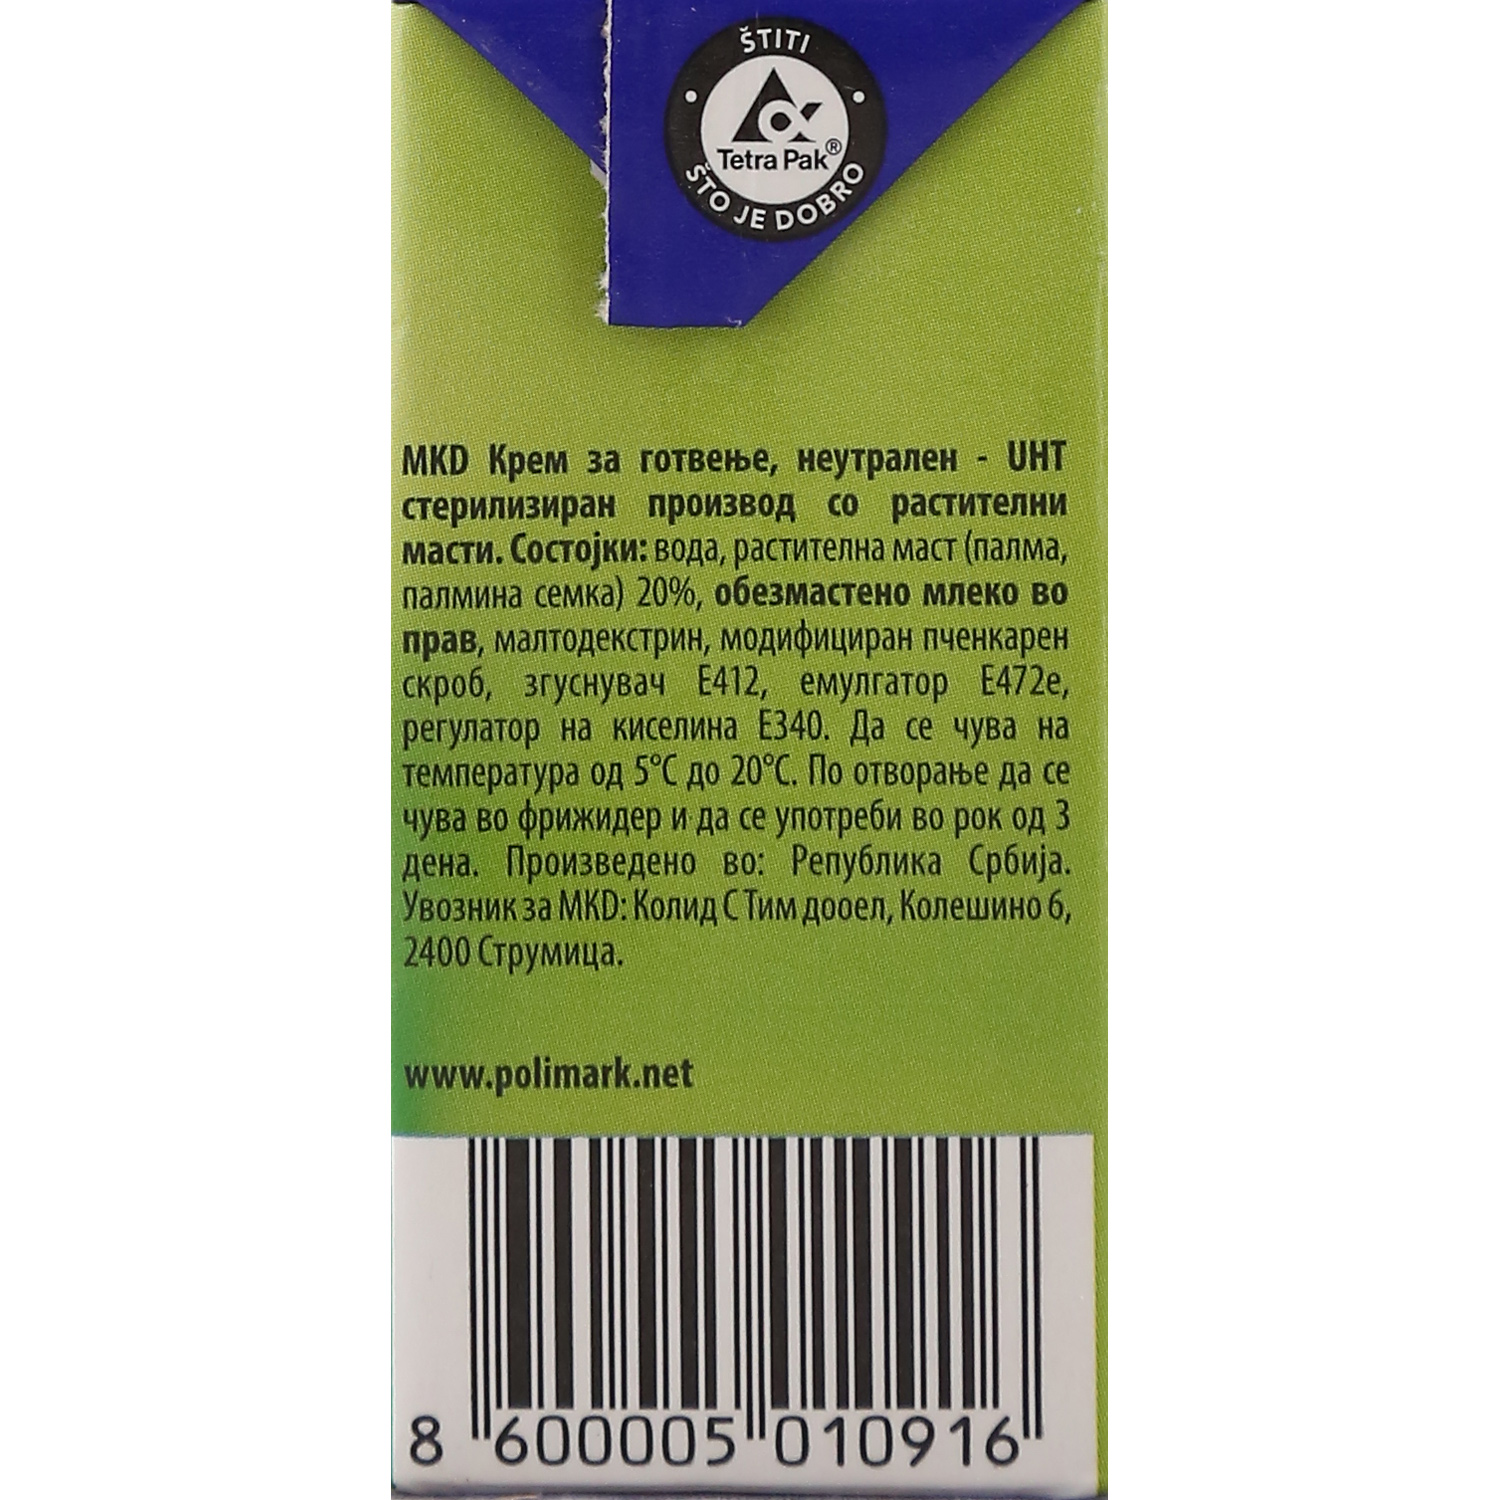 ŠTITI
Tetra Pak®
ŠTO JE DOBRO
MKD Крем за готвење, неутрален - UHT
стерилизиран производ со растителни
масти. Состојки: вода, растителна маст (палма,
палмина семка) 20%, обезмастено млеко во
прав, малтодекстрин, модифициран пченкарен
скроб, згуснувач Е412, емулгатор Е472е,
регулатор на киселина Е340. Да се чува на
температура од 5°C до 20°C. По отворање да се
чува во фрижидер и да се употреби во рок од 3
дена. Произведено во: Република Србија.
Увозник за MKD: Колид С Тим дооел, Колешино 6,
2400 Струмица.
www.polimark.net
8 600005 010916